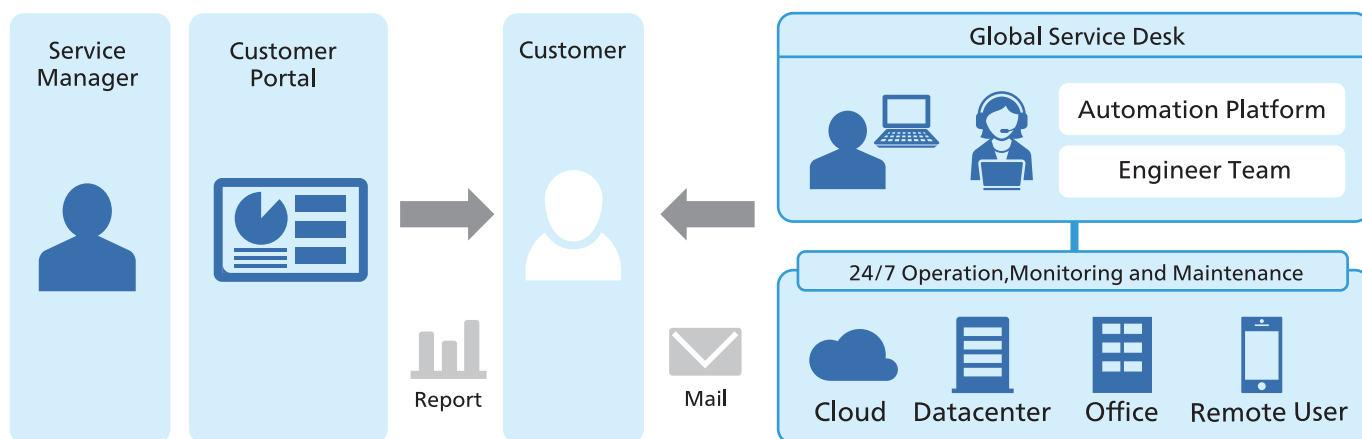 Service
Manager
Customer
Portal
Report
Customer
Mail
Global Service Desk
Automation Platform
Engineer Team
24/7 Operation,Monitoring and Maintenance
Cloud
Datacenter
Office
Remote User